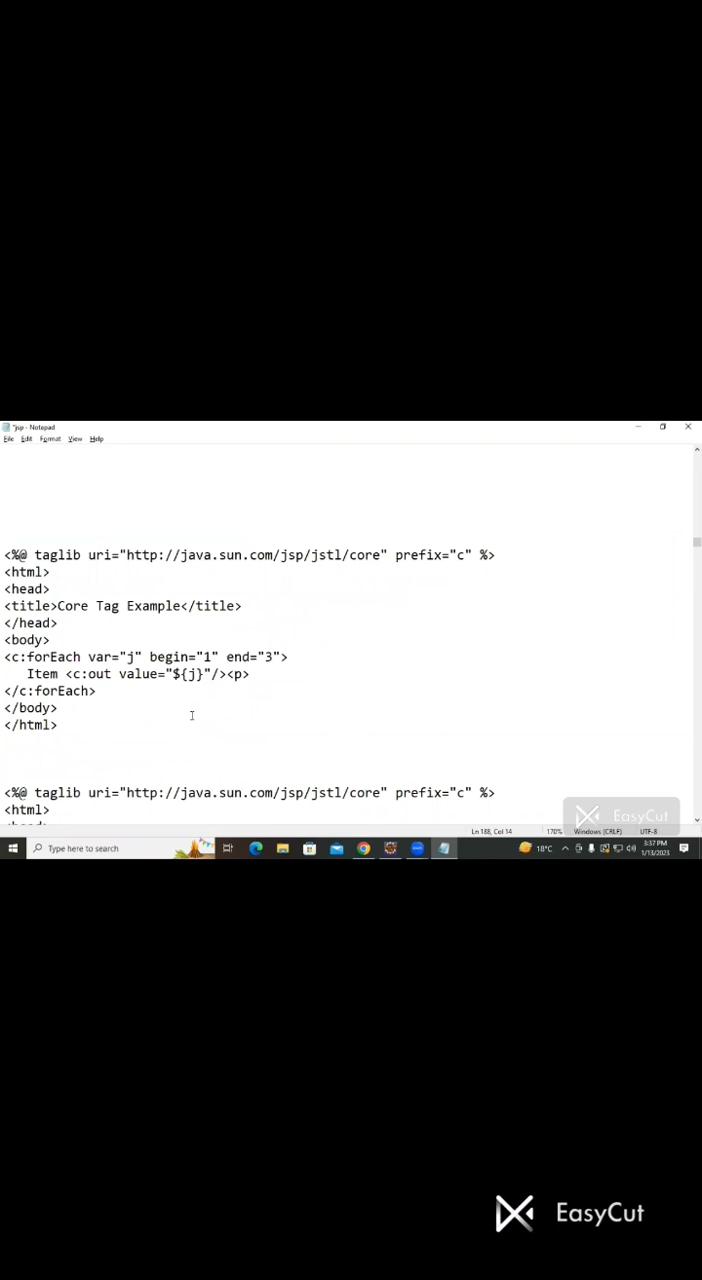 *jsp - Notepad
File Edit Format View Help
<%@ taglib uri="http://java.sun.com/jsp/jstl/core" prefix="c" %>
<html>
<head>
<title>Core Tag Example</title>
</head>
<body>
<c:forEach var="j" begin="1" end="3">
   Item <c:out value="${j}"/><p>
</c:forEach>
</body>
</html>
<%@ taglib uri="http://java.sun.com/jsp/jstl/core" prefix="c" %>
<html>
<head>
EasyCut
Ln 188, Col 14 170% Windows (CRLF) UTF-8
Type here to search 18°C 3:37 PM
1/13/2023
EasyCut